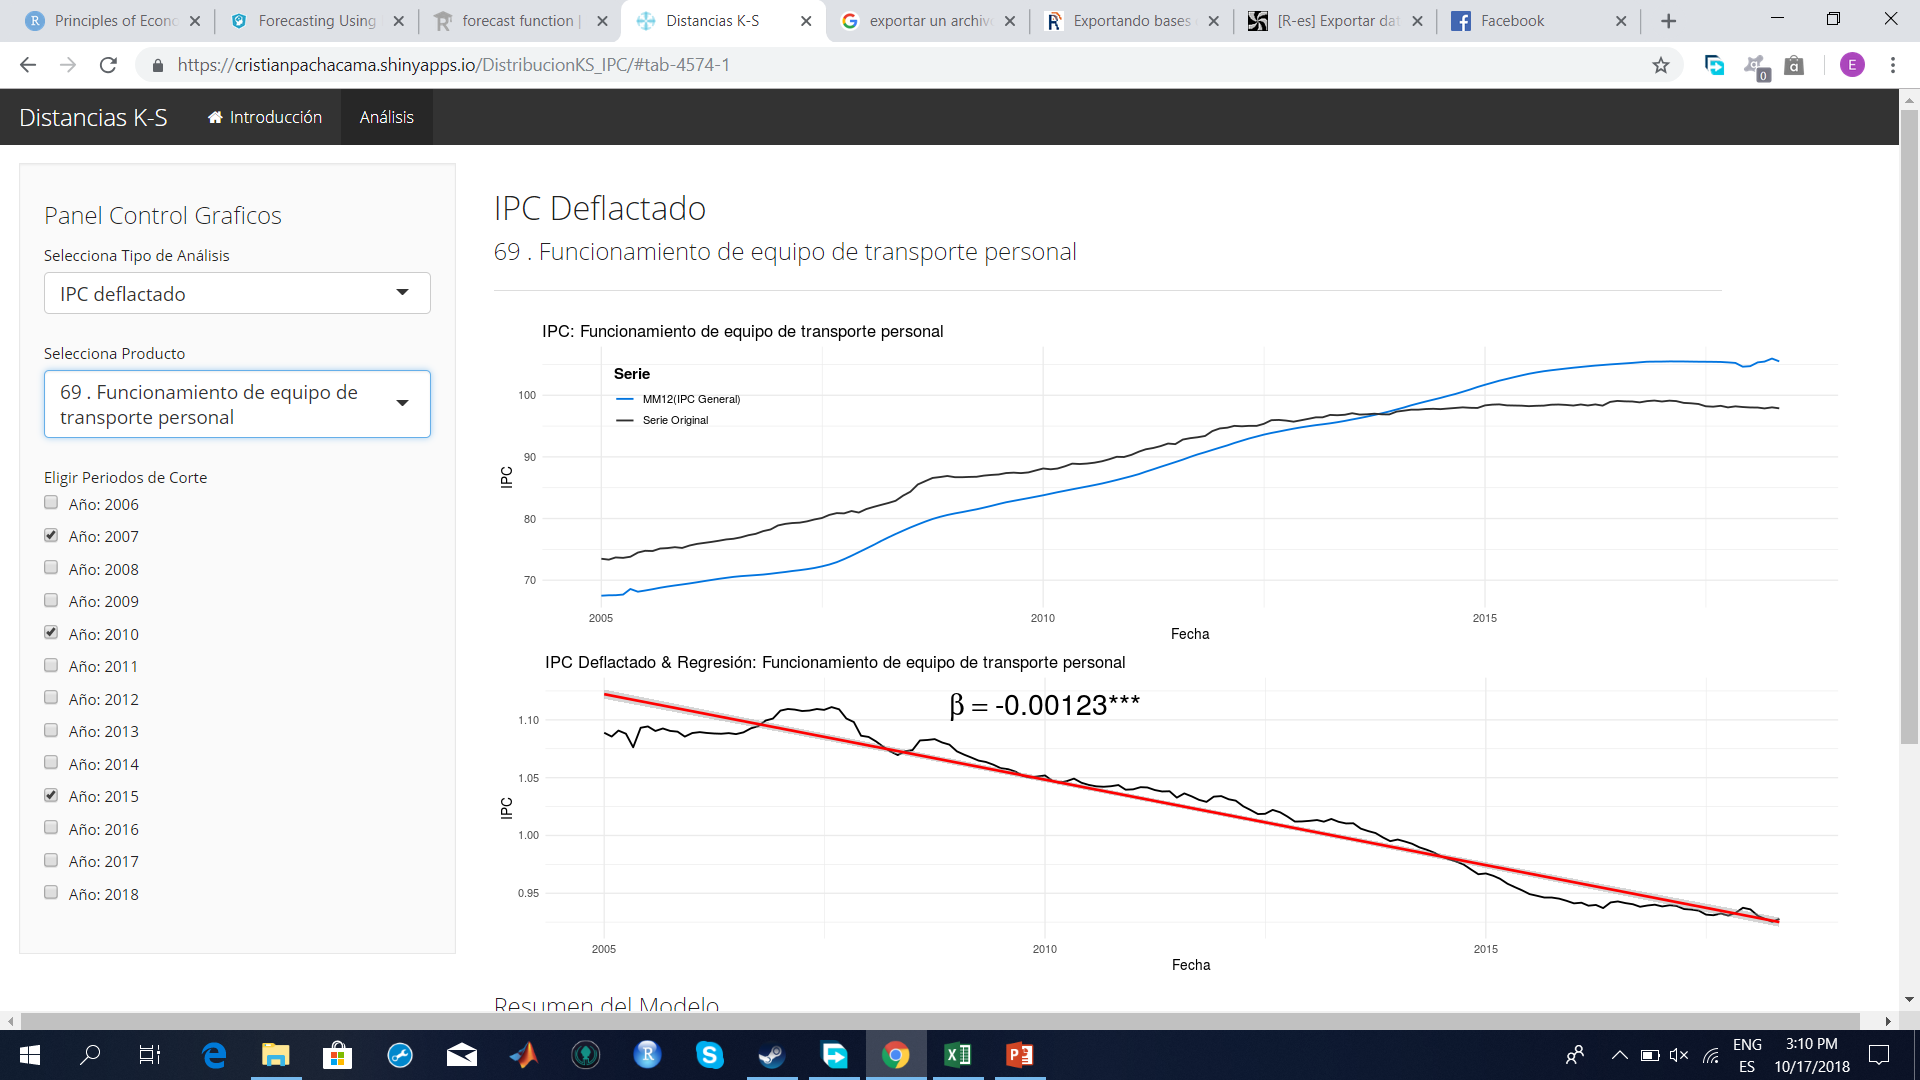 Principles of Econo
Forecasting Using
forecast function |
Distancias K-S
exportar un archivo
Exportando bases
[R-es] Exportar dat
Facebook
https://cristianpachacama.shinyapps.io/DistribucionKS_IPC/#tab-4574-1
0
E
Distancias K-S
Introducción
Análisis
Panel Control Graficos
Selecciona Tipo de Análisis
IPC deflactado
Selecciona Producto
69 . Funcionamiento de equipo de
transporte personal
Eligir Periodos de Corte
Año: 2006
Año: 2007
Año: 2008
Año: 2009
Año: 2010
Año: 2011
Año: 2012
Año: 2013
Año: 2014
Año: 2015
Año: 2016
Año: 2017
Año: 2018
IPC Deflactado
69 . Funcionamiento de equipo de transporte personal
IPC: Funcionamiento de equipo de transporte personal
Serie
MM12(IPC General)
Serie Original
100
90
80
70
IPC
2005
2010
2015
Fecha
IPC Deflactado & Regresión: Funcionamiento de equipo de transporte personal
β = -0.00123***
1.10
1.05
1.00
0.95
IPC
2005
2010
2015
Fecha
Resumen del Modelo
ENG
ES
3:10 PM
10/17/2018